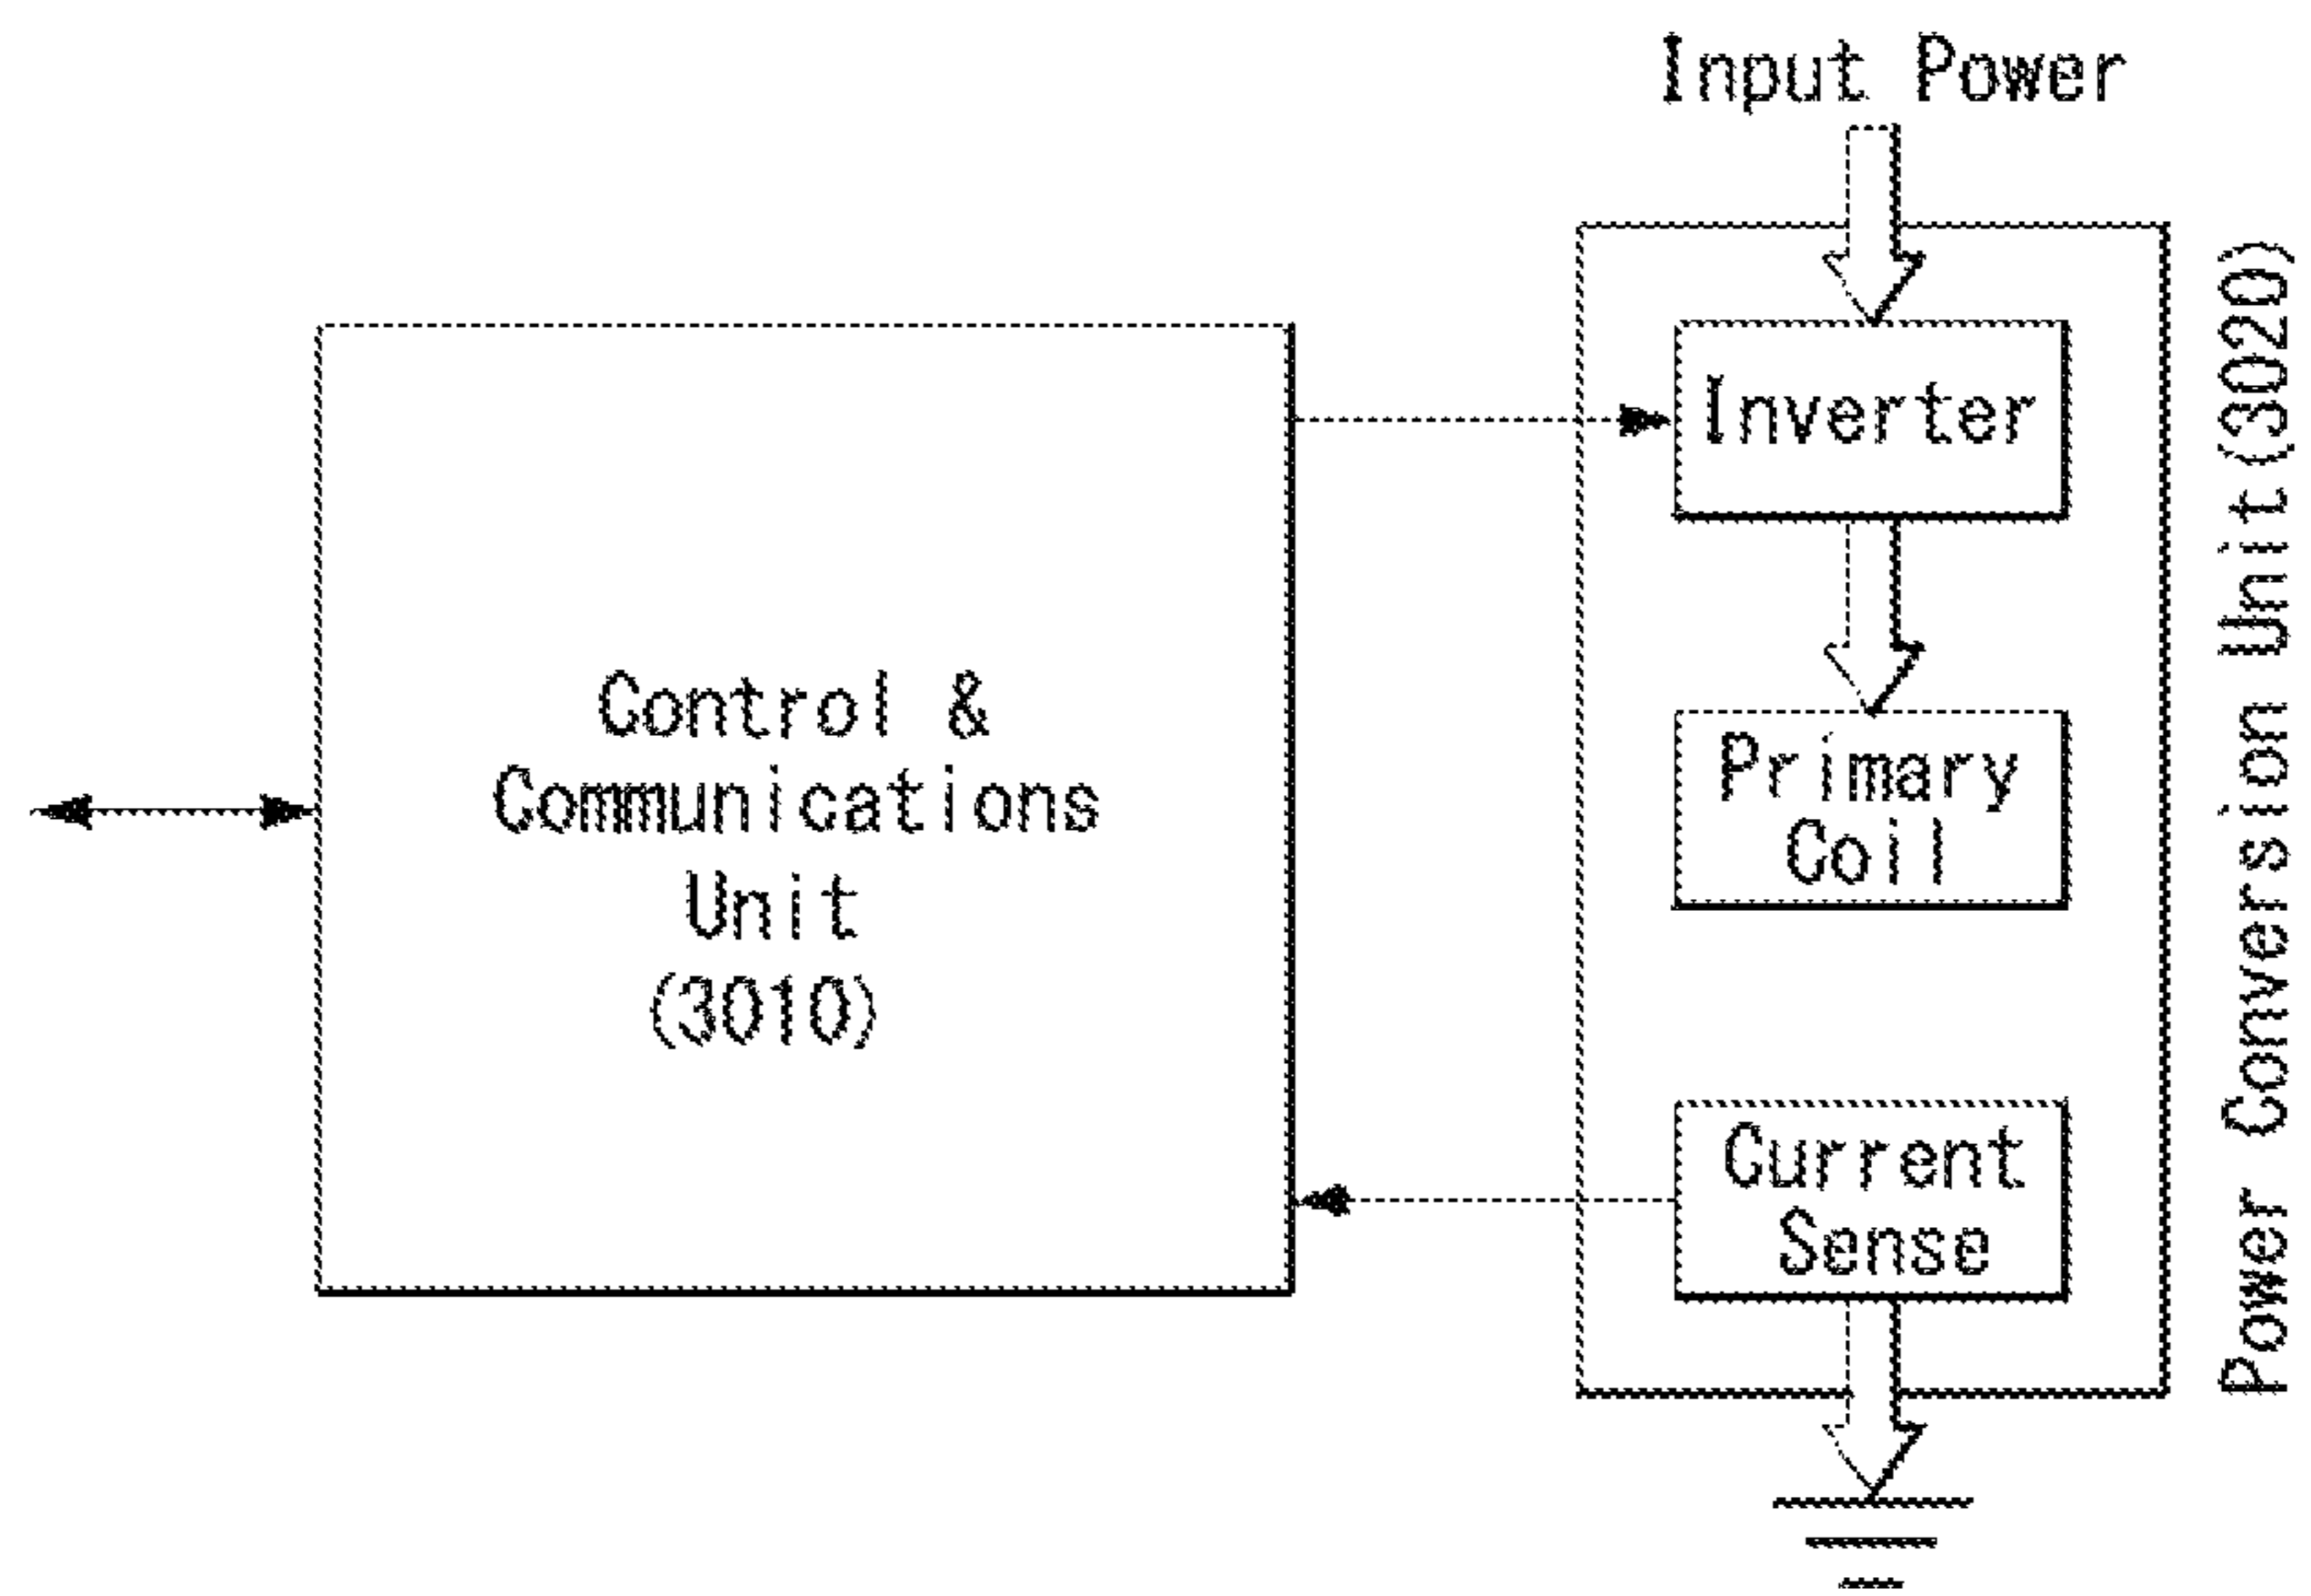 Input Power
Inverter
Control &
Communications
Unit
(3010)
Primary
Coil
Current
Sense
Power Conversion Unit(3020)